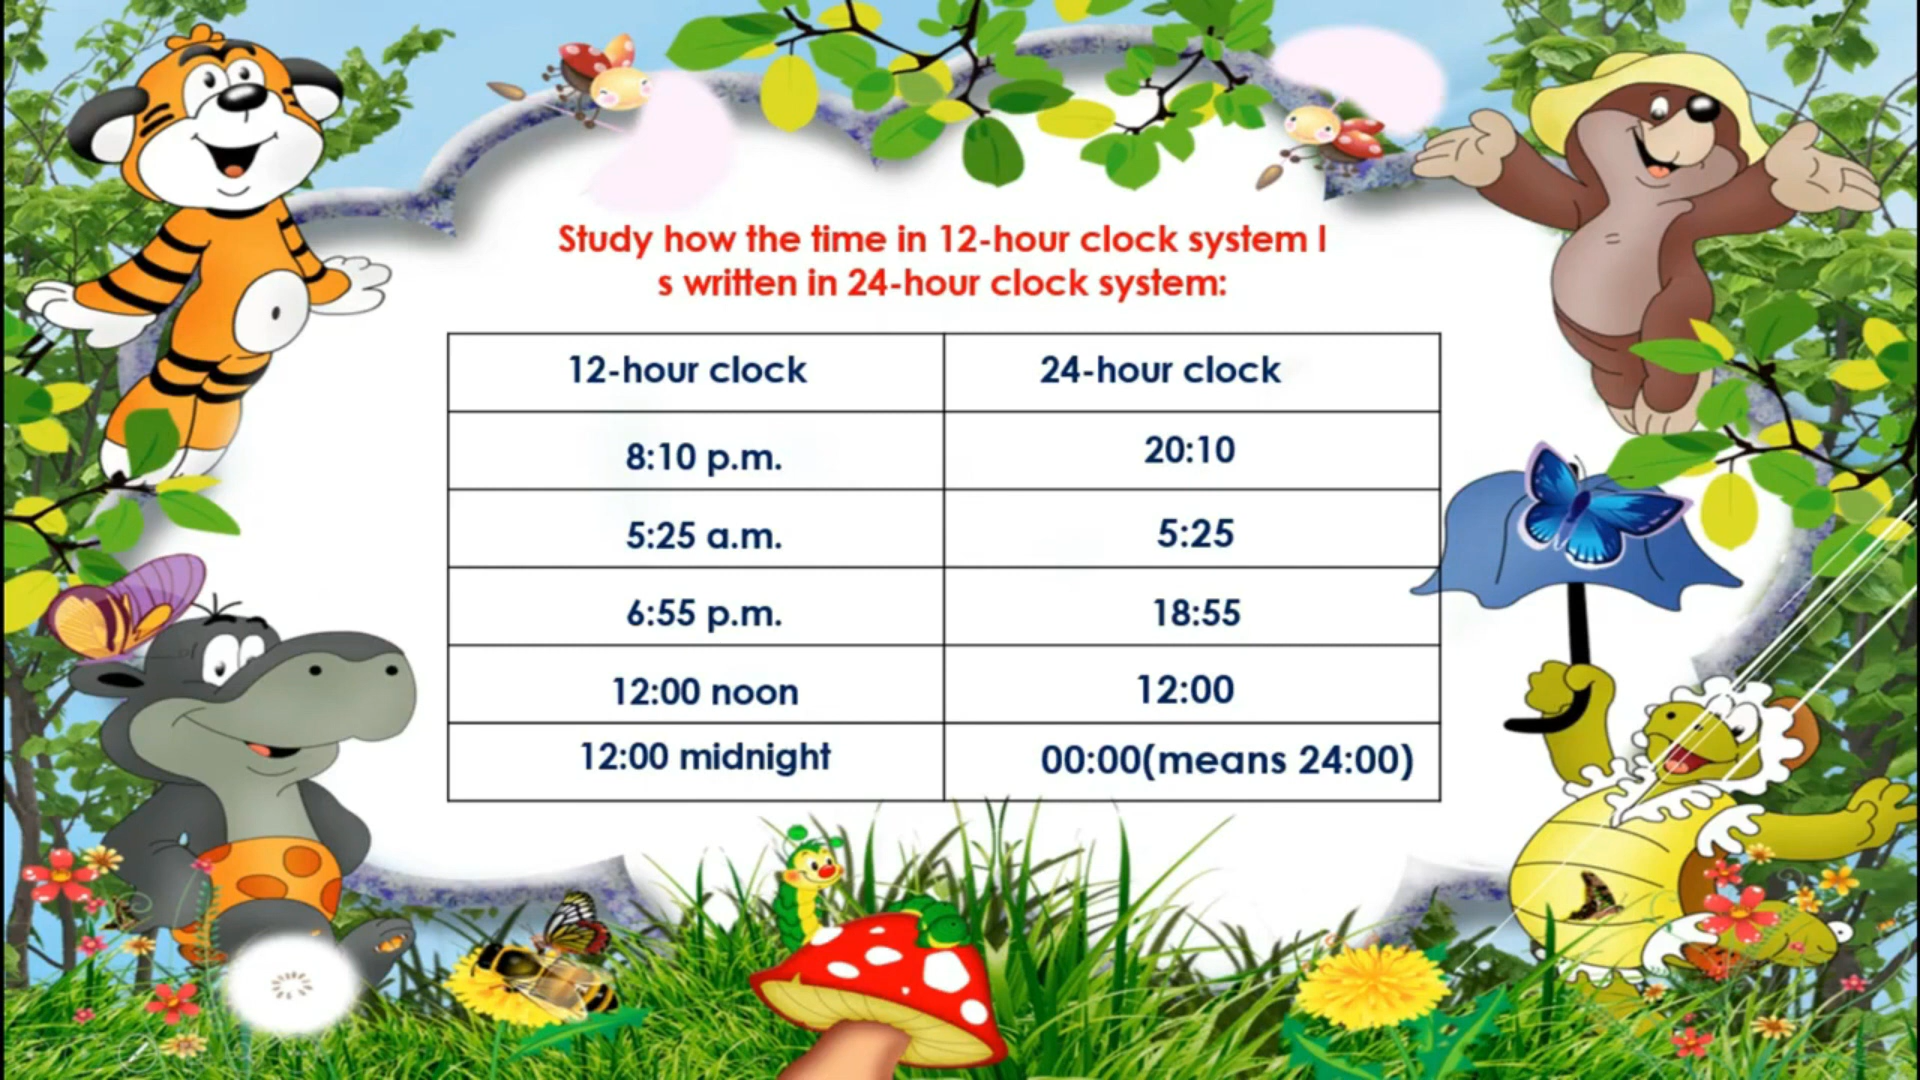 Study how the time in 12-hour clock system I
s written in 24-hour clock system:
12-hour clock 24-hour clock
8:10 p.m. 20:10
5:25 a.m. 5:25
6:55 p.m. 18:55
12:00 noon 12:00
12:00 midnight 00:00(means 24:00)